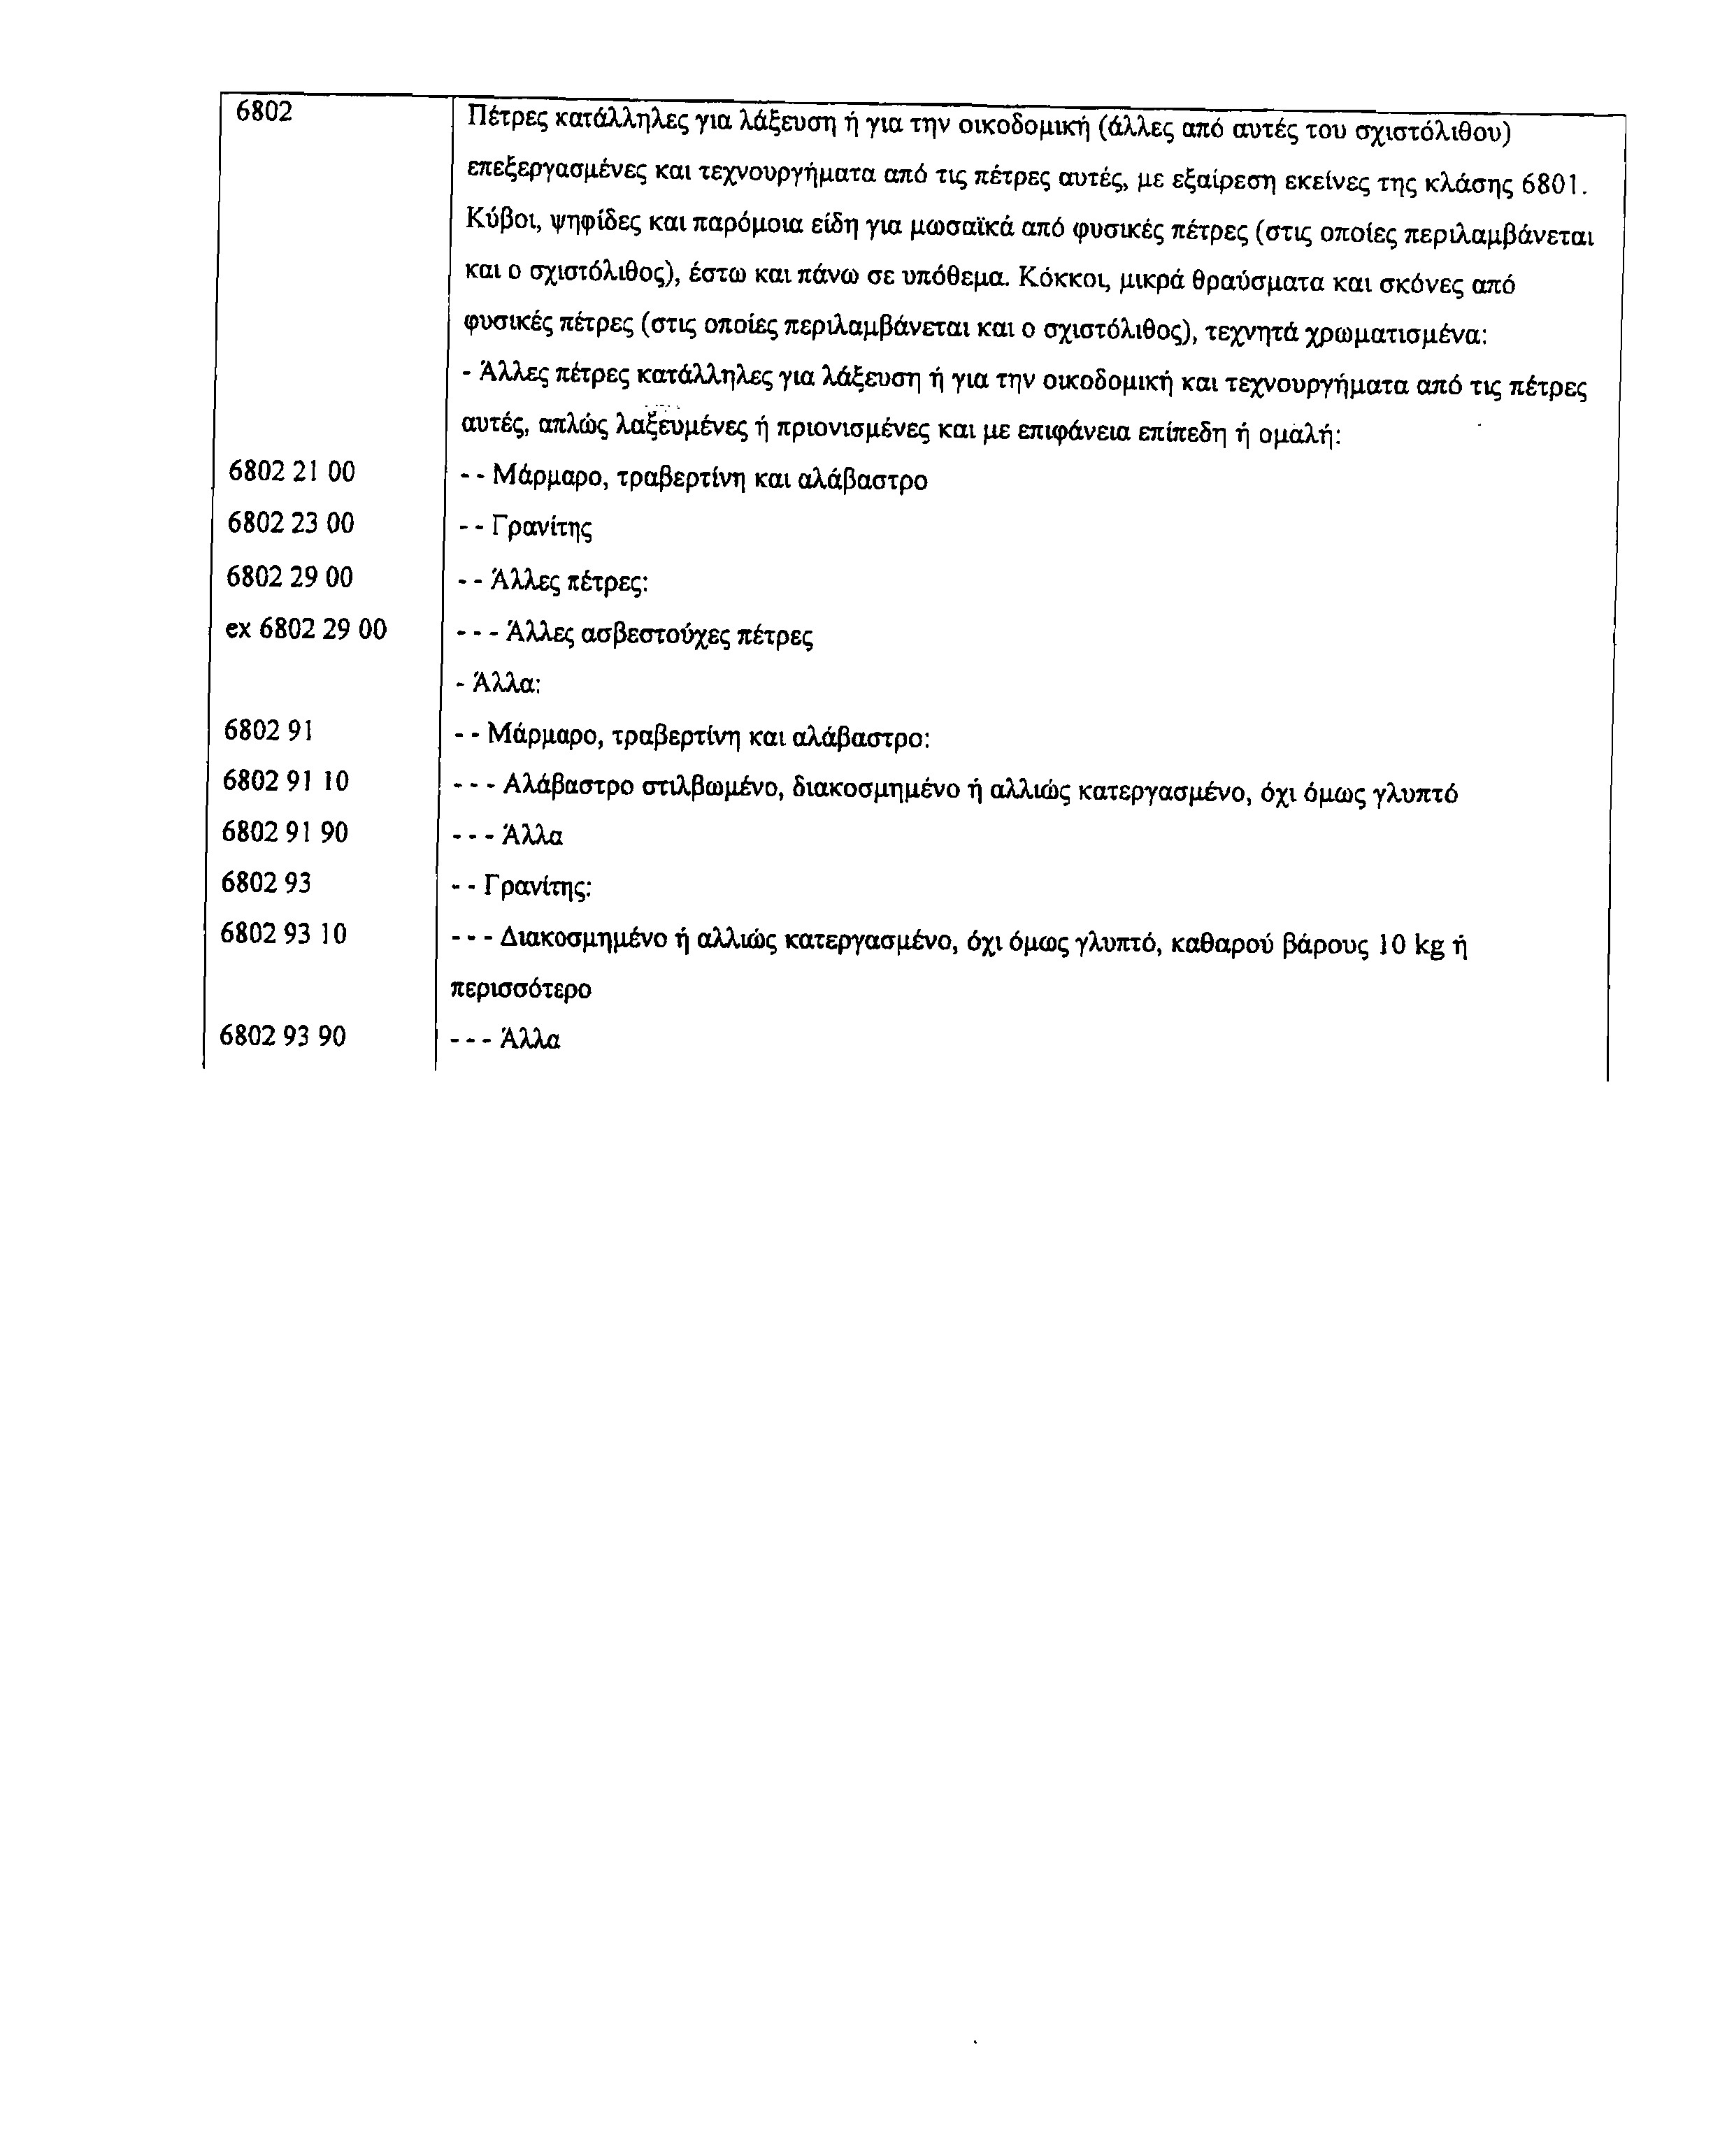 6802 Πέτρες κατάλληλες για λάξευση ή για την οικοδομική (άλλες από αυτές του σχιστόλιθου)
επεξεργασμένες και τεχνουργήματα από τις πέτρες αυτές, με εξαίρεση εκείνες της κλάσης 6801.
Κύβοι, ψηφίδες και παρόμοια είδη για μωσαϊκά από φυσικές πέτρες (στις οποίες περιλαμβάνεται
και ο σχιστόλιθος), έστω και πάνω σε υπόθεμα. Κόκκοι, μικρά θραύσματα και σκόνες από
φυσικές πέτρες (στις οποίες περιλαμβάνεται και ο σχιστόλιθος), τεχνητά χρωματισμένα:
- Άλλες πέτρες κατάλληλες για λάξευση ή για την οικοδομική και τεχνουργήματα από τις πέτρες
αυτές, απλώς λαξευμένες ή πριονισμένες και με επιφάνεια επίπεδη ή ομαλή:
6802 21 00 - - Μάρμαρο, τραβερτίνη και αλάβαστρο
6802 23 00 - - Γρανίτης
6802 29 00 - - Άλλες πέτρες:
ex 6802 29 00 - - - Άλλες ασβεστούχες πέτρες
- Άλλα:
6802 91 - - Μάρμαρο, τραβερτίνη και αλάβαστρο:
6802 91 10 - - - Αλάβαστρο στιλβωμένο, διακοσμημένο ή αλλιώς κατεργασμένο, όχι όμως γλυπτό
6802 91 90 - - - Άλλα
6802 93 - - Γρανίτης:
6802 93 10 - - - Διακοσμημένο ή αλλιώς κατεργασμένο, όχι όμως γλυπτό, καθαρού βάρους 10 kg ή
περισσότερο
6802 93 90 - - - Άλλα